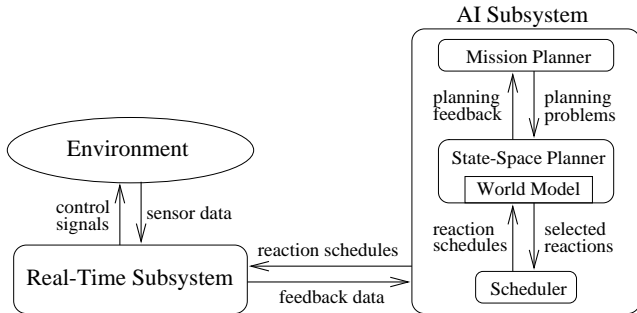 AI Subsystem
Mission Planner
planning
feedback
planning
problems
Environment
State-Space Planner
World Model
control
signals
sensor data
reaction
schedules
selected
reactions
reaction schedules
Real-Time Subsystem
feedback data
Scheduler